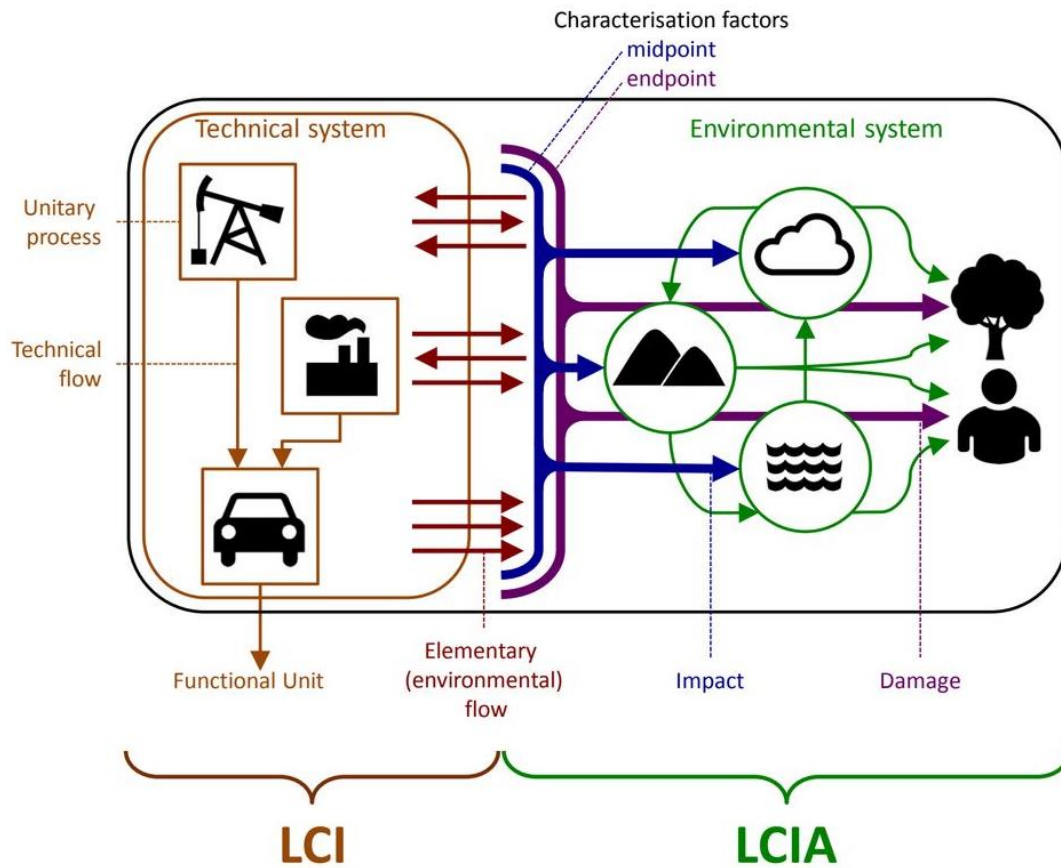 Characterisation factors
midpoint
endpoint
Technical system
Environmental system
Unitary
process
Technical
flow
Functional Unit
Elementary
(environmental)
flow
Impact
Damage
LCI
LCIA